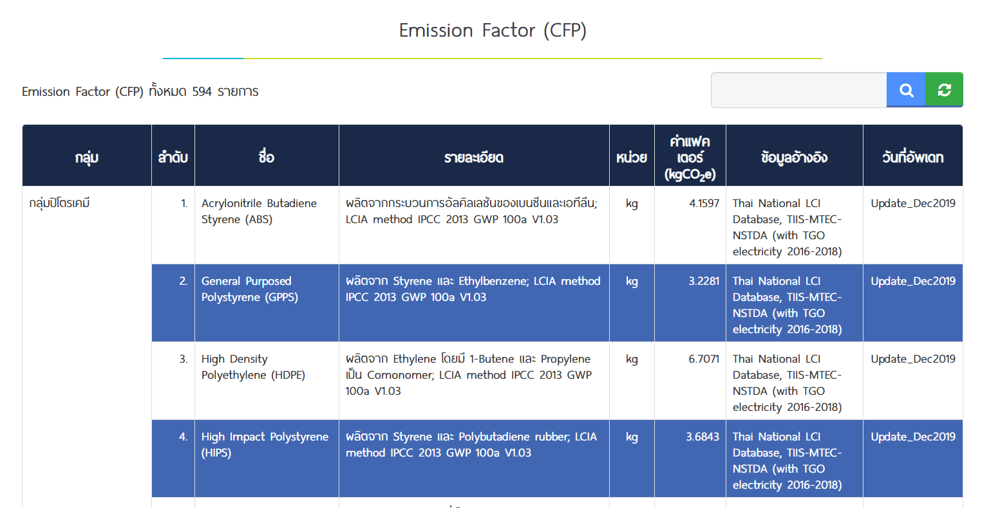 Emission Factor (CFP)
Emission Factor (CFP) ทั้งหมด 594 รายการ
กลุ่ม
ลำดับ
ชื่อ
รายละเอียด
หน่วย
ค่าแฟค
เตอร์
(kgCO₂e)
ข้อมูลอ้างอิง
วันที่อัพเดท
กลุ่มปิโตรเคมี
1.
Acrylonitrile Butadiene
Styrene (ABS)
ผลิตจากกระบวนการอัลคิลเลชันของเบนซีนและเอทีลีน;
LCIA method IPCC 2013 GWP 100a V1.03
kg
4.1597
Thai National LCI
Database, TIIS-MTEC-
NSTDA (with TGO
electricity 2016-2018)
Update_Dec2019
2.
General Purposed
Polystyrene (GPPS)
ผลิตจาก Styrene และ Ethylbenzene; LCIA method
IPCC 2013 GWP 100a V1.03
kg
3.2281
Thai National LCI
Database, TIIS-MTEC-
NSTDA (with TGO
electricity 2016-2018)
Update_Dec2019
3.
High Density
Polyethylene (HDPE)
ผลิตจาก Ethylene โดยมี 1-Butene และ Propylene
เป็น Comonomer; LCIA method IPCC 2013 GWP
100a V1.03
kg
6.7071
Thai National LCI
Database, TIIS-MTEC-
NSTDA (with TGO
electricity 2016-2018)
Update_Dec2019
4.
High Impact Polystyrene
(HIPS)
ผลิตจาก Styrene และ Polybutadiene rubber; LCIA
method IPCC 2013 GWP 100a V1.03
kg
3.6843
Thai National LCI
Database, TIIS-MTEC-
NSTDA (with TGO
electricity 2016-2018)
Update_Dec2019